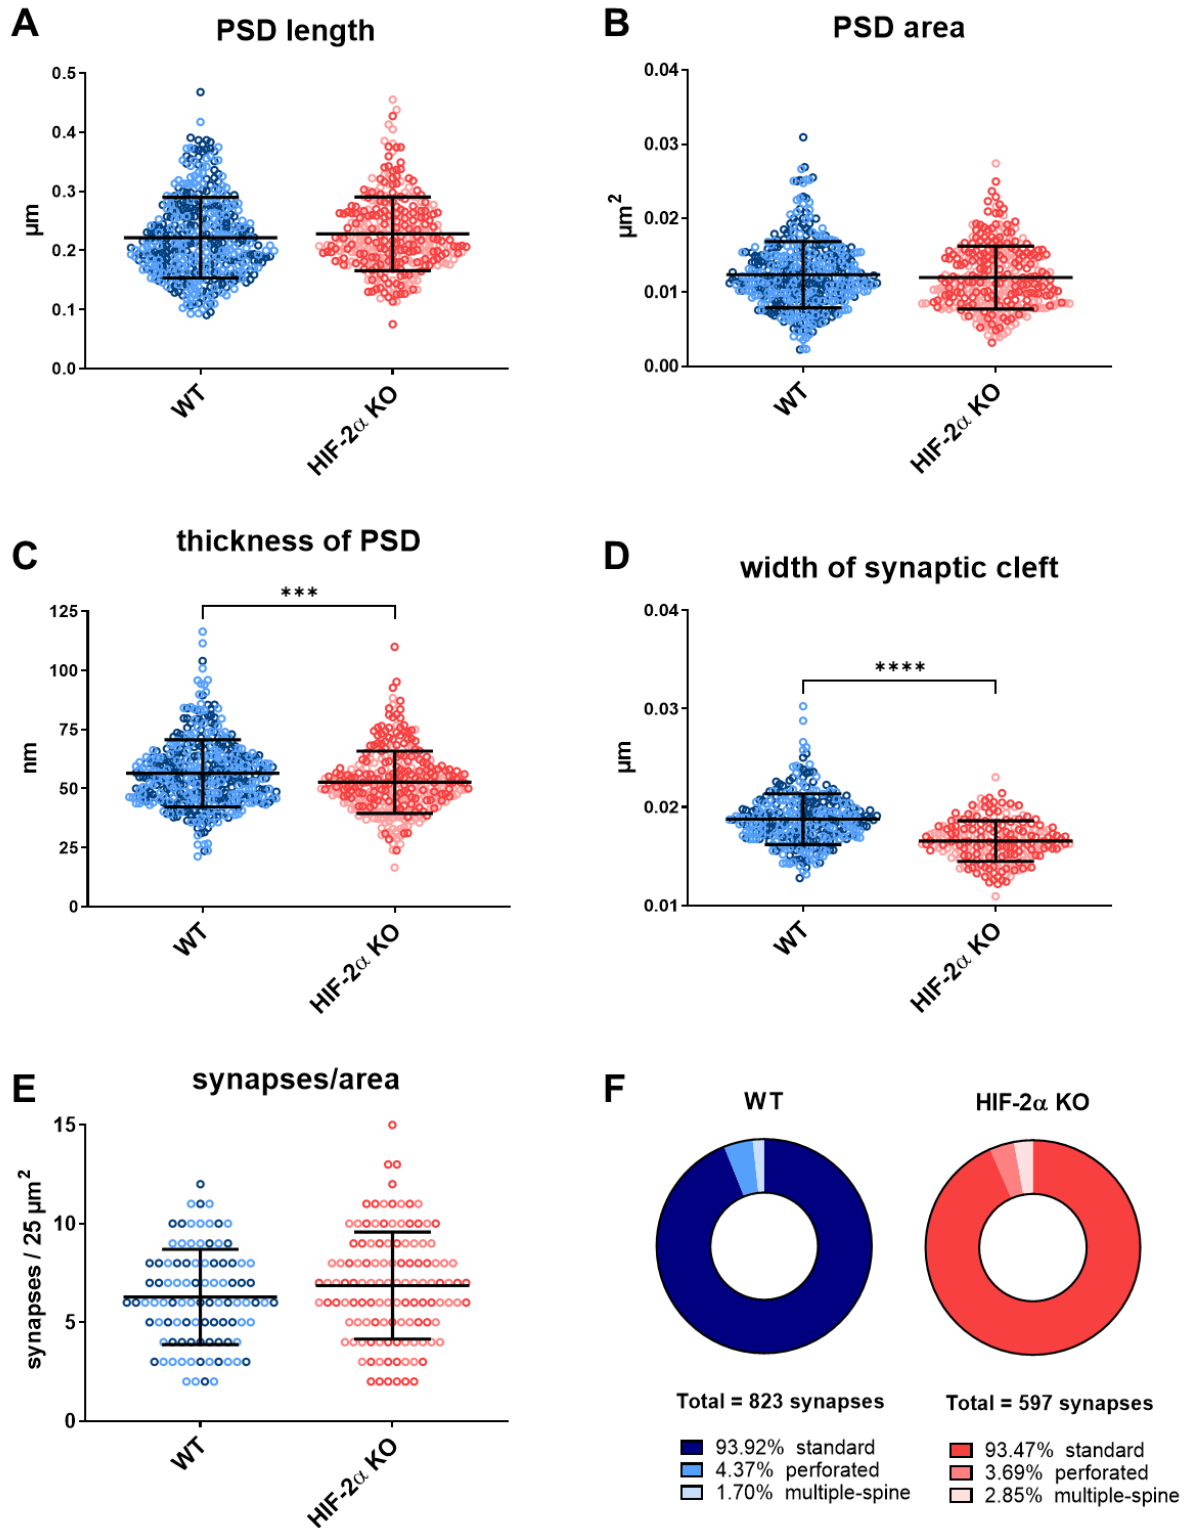 A
PSD length
0.5
0.4
0.3
0.2
0.1
0.0
µm
WT
HIF-2α KO
B
PSD area
0.04
0.03
0.02
0.01
0.00
µm²
WT
HIF-2α KO
C
thickness of PSD
***
125
100
75
50
25
0
nm
WT
HIF-2α KO
D
width of synaptic cleft
****
0.04
0.03
0.02
0.01
µm
WT
HIF-2α KO
E
synapses/area
15
10
5
0
synapses / 25 µm²
WT
HIF-2α KO
F
WT
Total = 823 synapses
93.92% standard
4.37% perforated
1.70% multiple-spine
HIF-2α KO
Total = 597 synapses
93.47% standard
3.69% perforated
2.85% multiple-spine